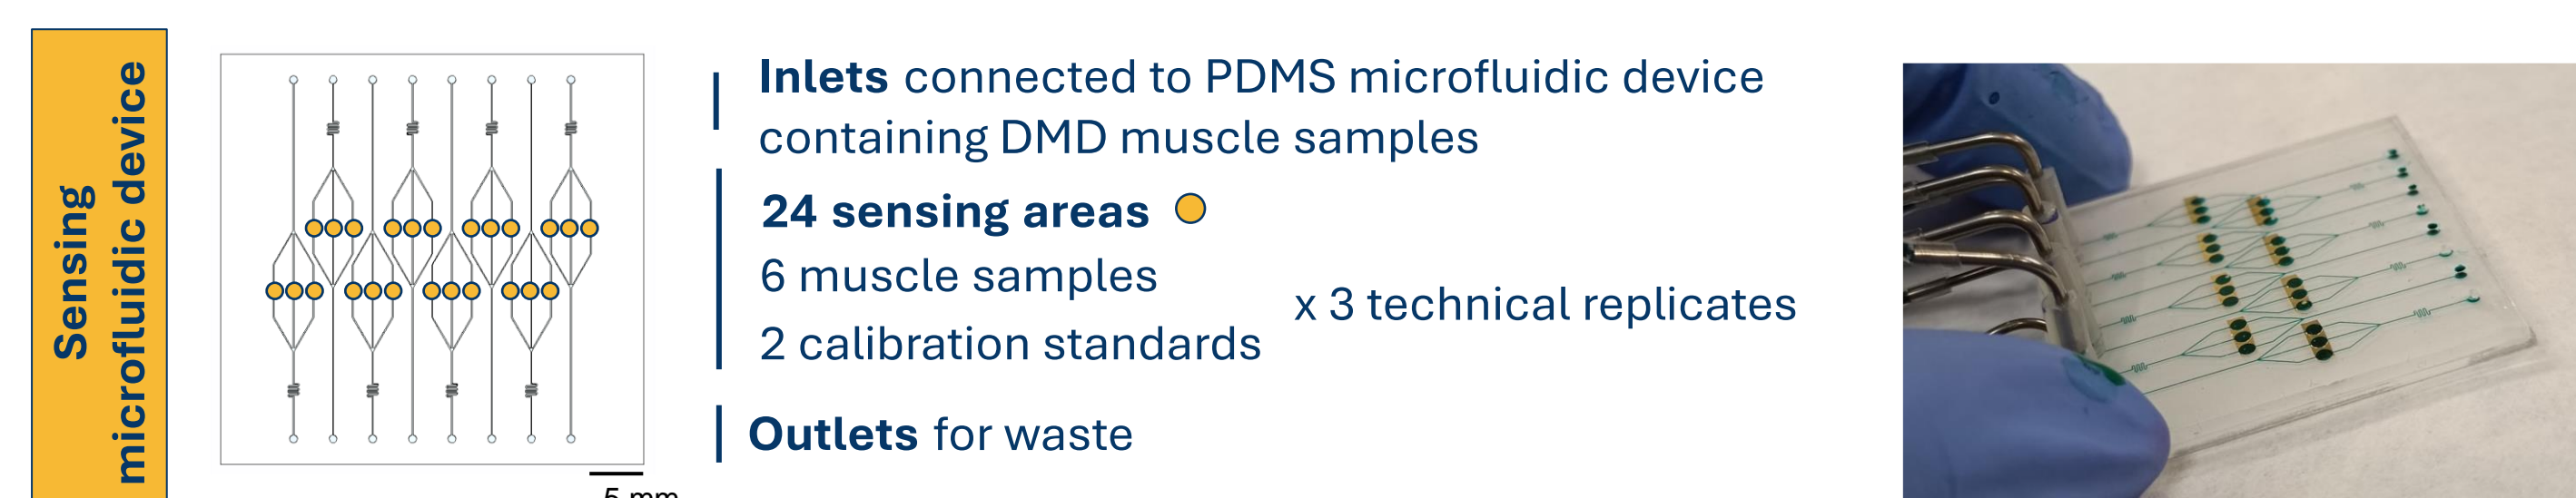 Sensing
microfluidic device
Inlets connected to PDMS microfluidic device
containing DMD muscle samples
24 sensing areas
6 muscle samples
x 3 technical replicates
2 calibration standards
Outlets for waste
5 mm